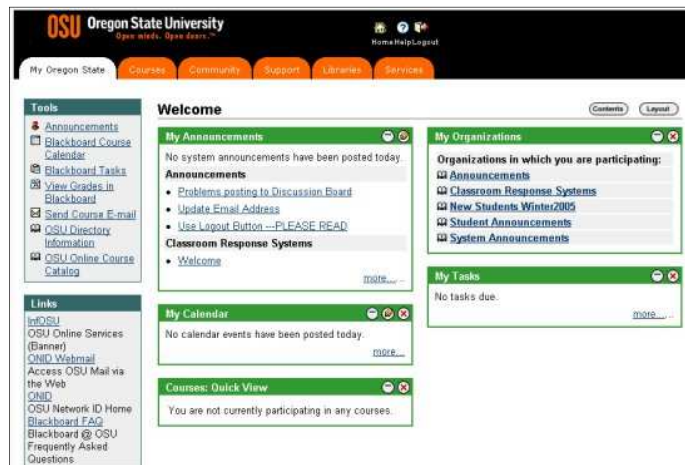 OSU Oregon State University
Open minds. Open doors.™
Home Help Logout
My Oregon State
Courses
Community
Support
Libraries
Services
Tools
Announcements
Blackboard Course
Calendar
Blackboard Tasks
View Grades in
Blackboard
Send Course E-mail
OSU Directory
Information
OSU Online Course
Catalog
Links
InfOSU
OSU Online Services
(Banner)
ONID Webmail
Access OSU Mail via
the Web
ONID
OSU Network ID Home
Blackboard FAQ
Blackboard @ OSU
Frequently Asked
Questions
Welcome
Contents
Layout
My Announcements
No system announcements have been posted today.
Announcements
• Problems posting to Discussion Board
• Update Email Address
• Use Logout Button ---PLEASE READ
Classroom Response Systems
• Welcome
more.....
My Calendar
No calendar events have been posted today.
more...
Courses: Quick View
You are not currently participating in any courses.
My Organizations
Organizations in which you are participating:
Announcements
Classroom Response Systems
New Students Winter2005
Student Announcements
System Announcements
My Tasks
No tasks due.
more.....